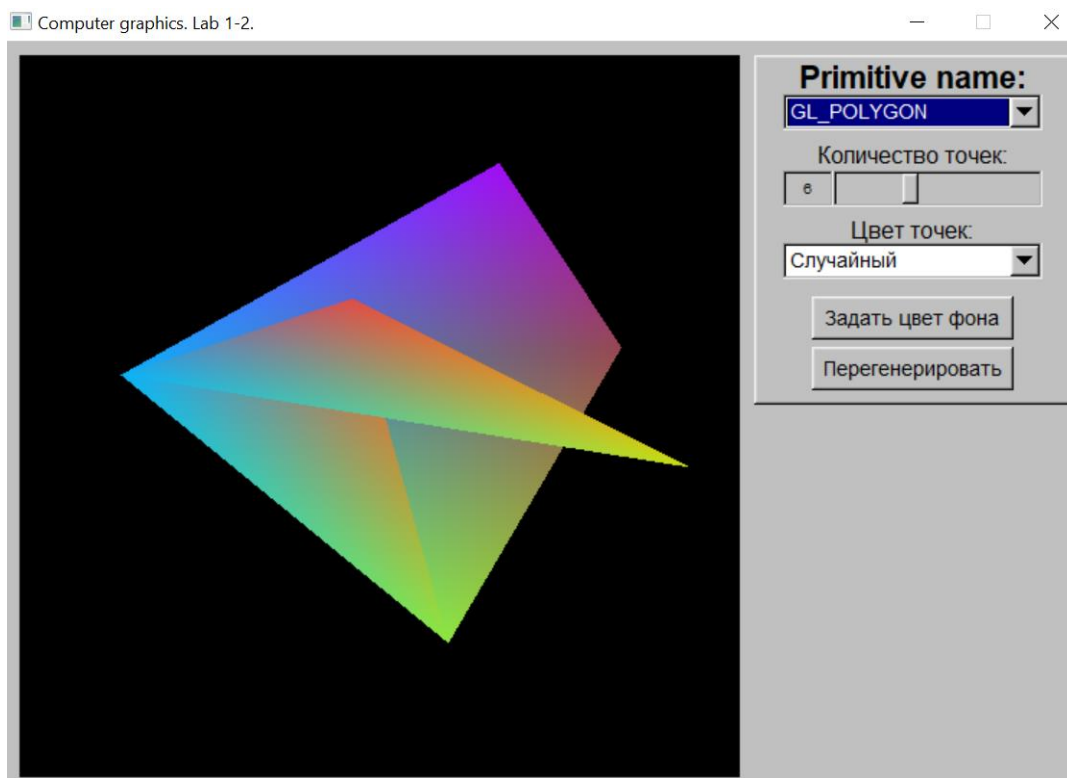 Computer graphics. Lab 1-2.
Primitive name:
GL_POLYGON
Количество точек:
6
Цвет точек:
Случайный
Задать цвет фона
Перегенерировать